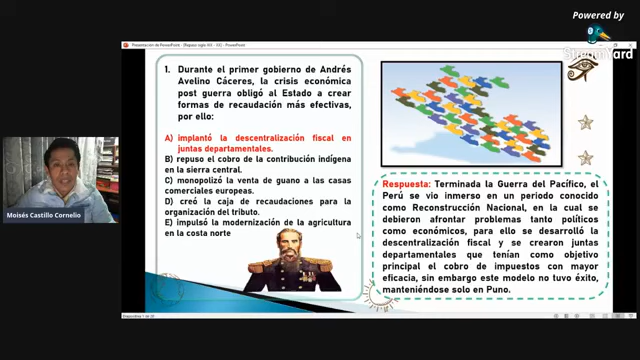 Powered by
StreamYard
Presentación de PowerPoint - [Repaso siglo XIX - XX] - PowerPoint
1. Durante el primer gobierno de Andrés
Avelino Cáceres, la crisis económica
post guerra obligó al Estado a crear
formas de recaudación más efectivas,
por ello:
A) implantó la descentralización fiscal en
juntas departamentales.
B) repuso el cobro de la contribución indígena
en la sierra central.
C) monopolizó la venta de guano a las casas
comerciales europeas.
D) creó la caja de recaudaciones para la
organización del tributo.
E) impulsó la modernización de la agricultura
en la costa norte
Respuesta: Terminada la Guerra del Pacífico, el
Perú se vio inmerso en un periodo conocido
como Reconstrucción Nacional, en la cual se
debieron afrontar problemas tanto políticos
como económicos, para ello se desarrolló la
descentralización fiscal y se crearon juntas
departamentales que tenían como objetivo
principal el cobro de impuestos con mayor
eficacia, sin embargo este modelo no tuvo éxito,
manteniéndose solo en Puno.
Moisés Castillo Cornelio